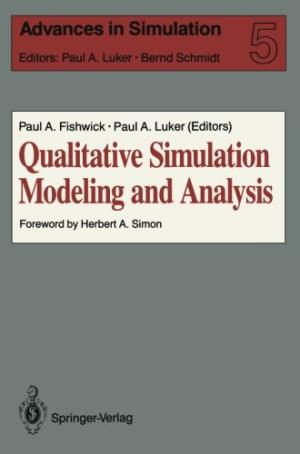 Advances in Simulation
Editors: Paul A. Luker · Bernd Schmidt
5
Paul A. Fishwick · Paul A. Luker (Editors)
Qualitative Simulation
Modeling and Analysis
Foreword by Herbert A. Simon
Springer-Verlag